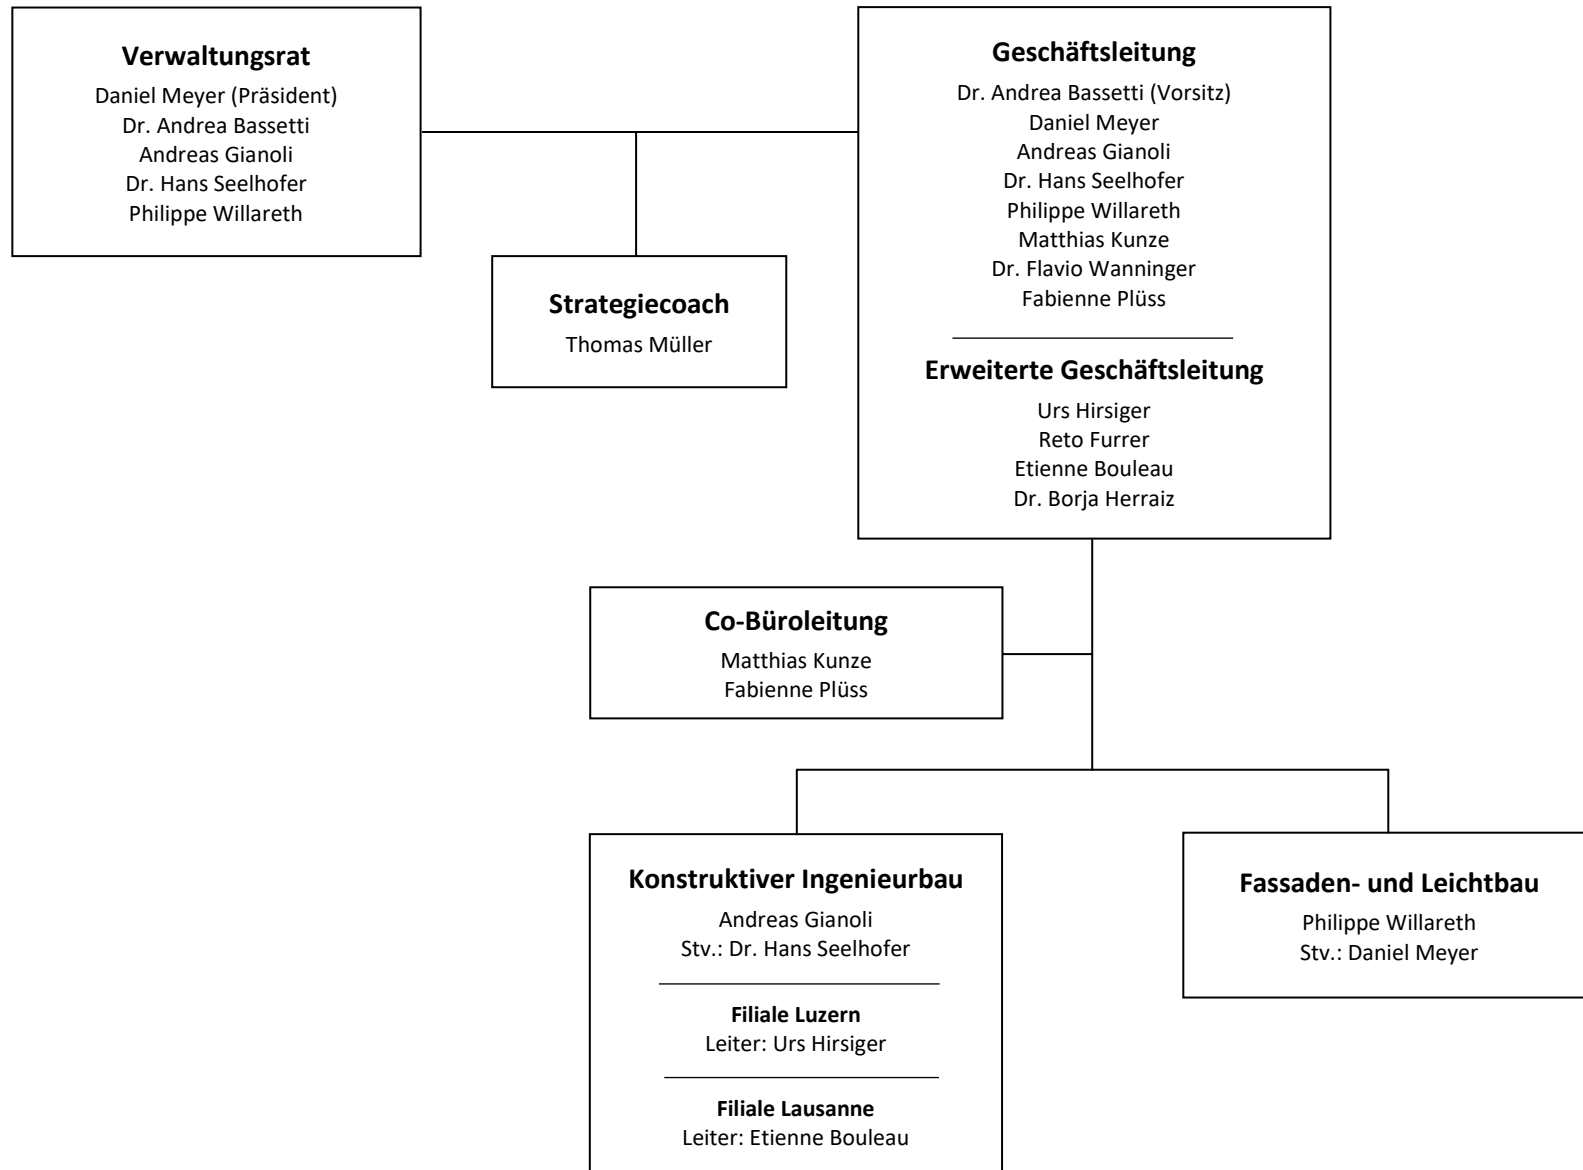 Verwaltungsrat
Daniel Meyer (Präsident)
Dr. Andrea Bassetti
Andreas Gianoli
Dr. Hans Seelhofer
Philippe Willareth
Geschäftsleitung
Dr. Andrea Bassetti (Vorsitz)
Daniel Meyer
Andreas Gianoli
Dr. Hans Seelhofer
Philippe Willareth
Matthias Kunze
Dr. Flavio Wanninger
Fabienne Plüss
Erweiterte Geschäftsleitung
Urs Hirsiger
Reto Furrer
Etienne Bouleau
Dr. Borja Herraiz
Strategiecoach
Thomas Müller
Co-Büroleitung
Matthias Kunze
Fabienne Plüss
Konstruktiver Ingenieurbau
Andreas Gianoli
Stv.: Dr. Hans Seelhofer
Filiale Luzern
Leiter: Urs Hirsiger
Filiale Lausanne
Leiter: Etienne Bouleau
Fassaden- und Leichtbau
Philippe Willareth
Stv.: Daniel Meyer